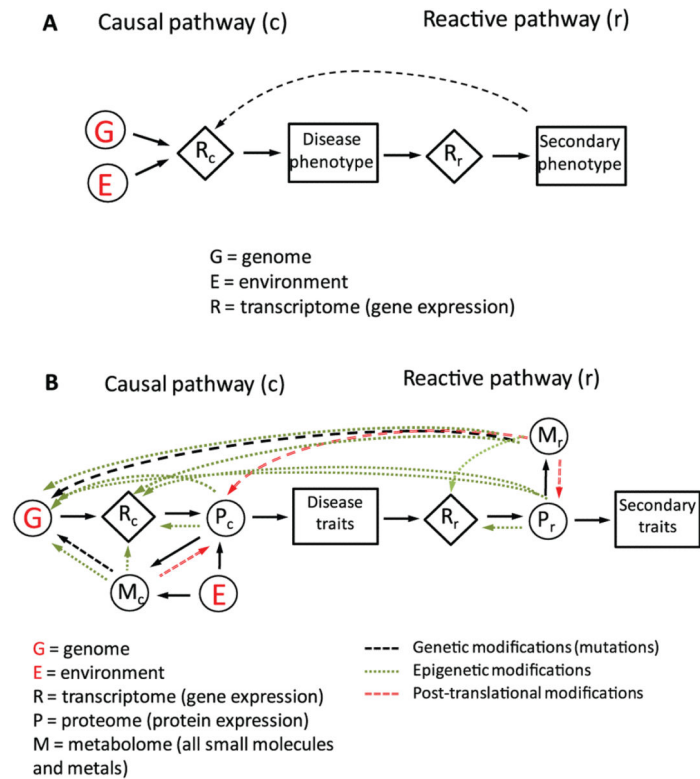 A
Causal pathway (c)
Reactive pathway (r)
G
E
Rc
Disease
phenotype
Rr
Secondary
phenotype
G = genome
E = environment
R = transcriptome (gene expression)
B
Causal pathway (c)
Reactive pathway (r)
Mr
G
Rc
Pc
Disease
traits
Rr
Pr
Secondary
traits
Mc
E
G = genome
E = environment
R = transcriptome (gene expression)
P = proteome (protein expression)
M = metabolome (all small molecules
and metals)
Genetic modifications (mutations)
Epigenetic modifications
Post-translational modifications